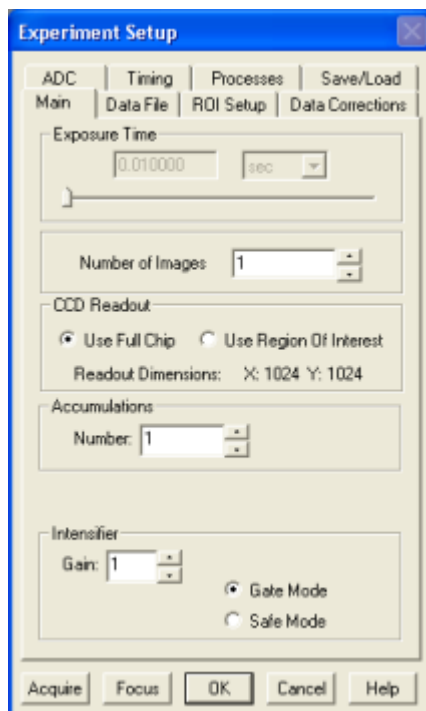 Experiment Setup
ADC Timing Processes Save/Load
Main Data File ROI Setup Data Corrections
Exposure Time
0.010000 sec
Number of Images 1
CCD Readout
Use Full Chip Use Region Of Interest
Readout Dimensions: X: 1024 Y: 1024
Accumulations
Number: 1
Intensifier
Gain: 1
Gate Mode
Safe Mode
Acquire Focus OK Cancel Help